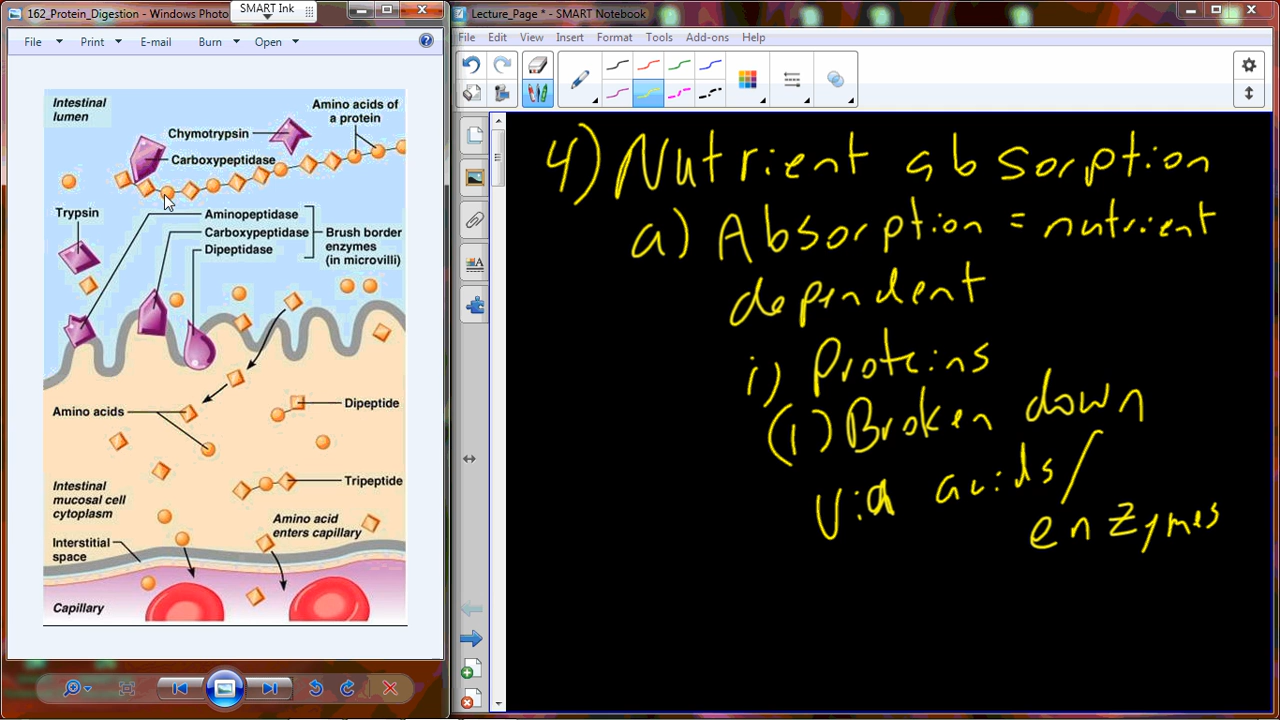 162_Protein_Digestion - Windows Photo
SMART Ink
File Print E-mail Burn Open
Intestinal
lumen
Amino acids of
a protein
Chymotrypsin
Carboxypeptidase
Trypsin
Aminopeptidase
Carboxypeptidase
Dipeptidase
Brush border
enzymes
(in microvilli)
Amino acids
Dipeptide
Tripeptide
Intestinal
mucosal cell
cytoplasm
Amino acid
enters capillary
Interstitial
space
Capillary
Lecture_Page * - SMART Notebook
File Edit View Insert Format Tools Add-ons Help
4) Nutrient absorption
a) Absorption = nutrient
dependent
i) Proteins
(1) Broken down
via acids/
enzymes